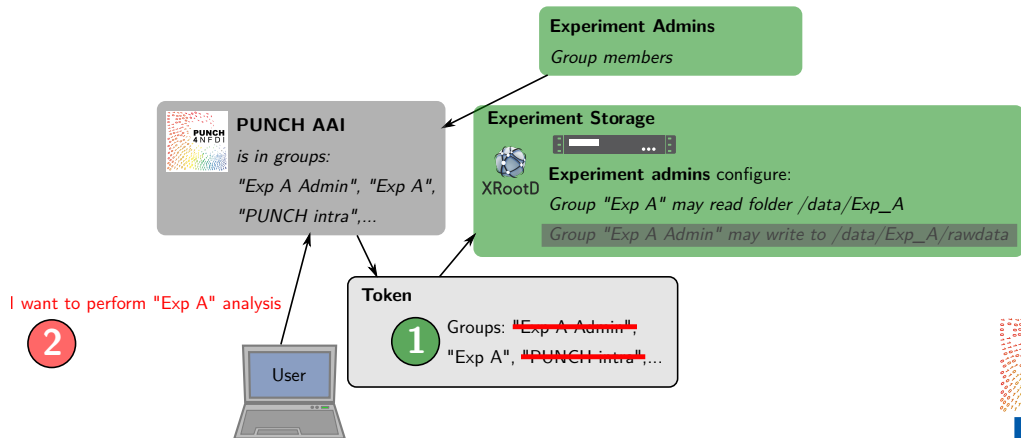 Experiment Admins
Group members
PUNCH
4NFDI
PUNCH AAI
is in groups:
"Exp A Admin", "Exp A",
"PUNCH intra",...
Experiment Storage
XRootD
Experiment admins configure:
Group "Exp A" may read folder /data/Exp_A
Group "Exp A Admin" may write to /data/Exp_A/rawdata
I want to perform "Exp A" analysis
2
Token
1
Groups: "Exp A Admin",
"Exp A", "PUNCH intra",...
User